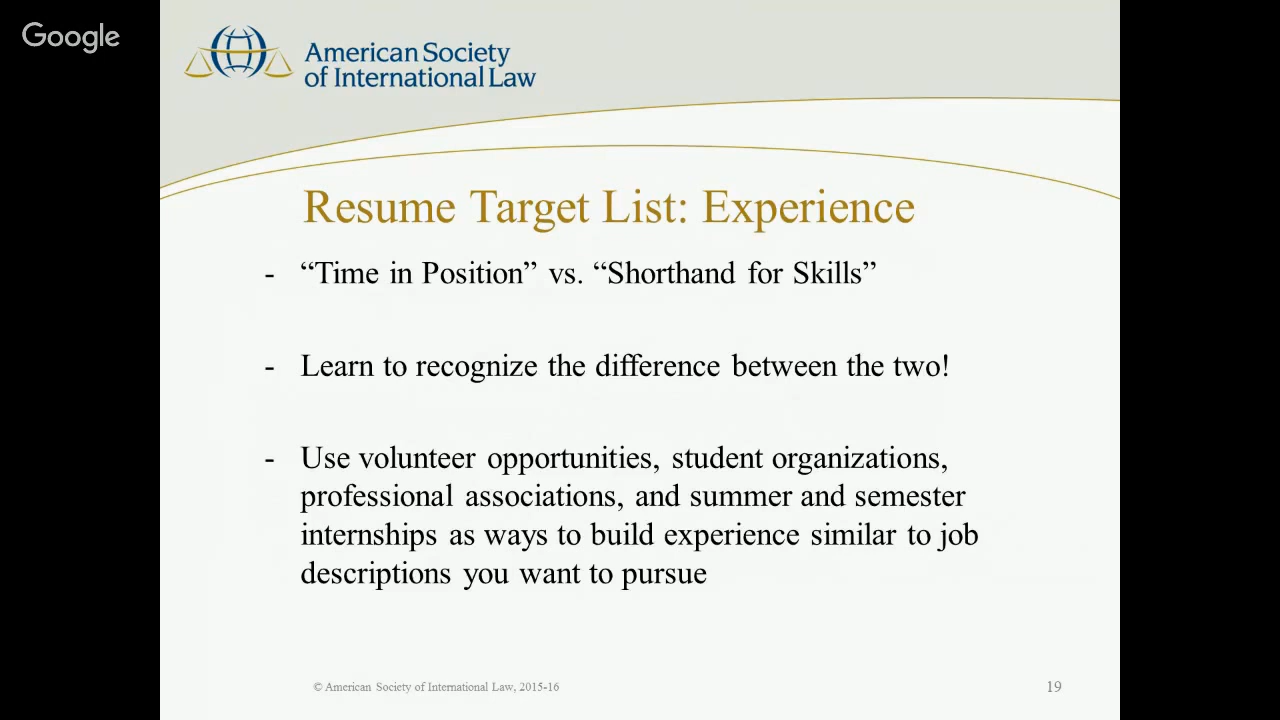 Google
American Society
of International Law
Resume Target List: Experience
- “Time in Position” vs. “Shorthand for Skills”
- Learn to recognize the difference between the two!
- Use volunteer opportunities, student organizations,
professional associations, and summer and semester
internships as ways to build experience similar to job
descriptions you want to pursue
© American Society of International Law, 2015-16
19